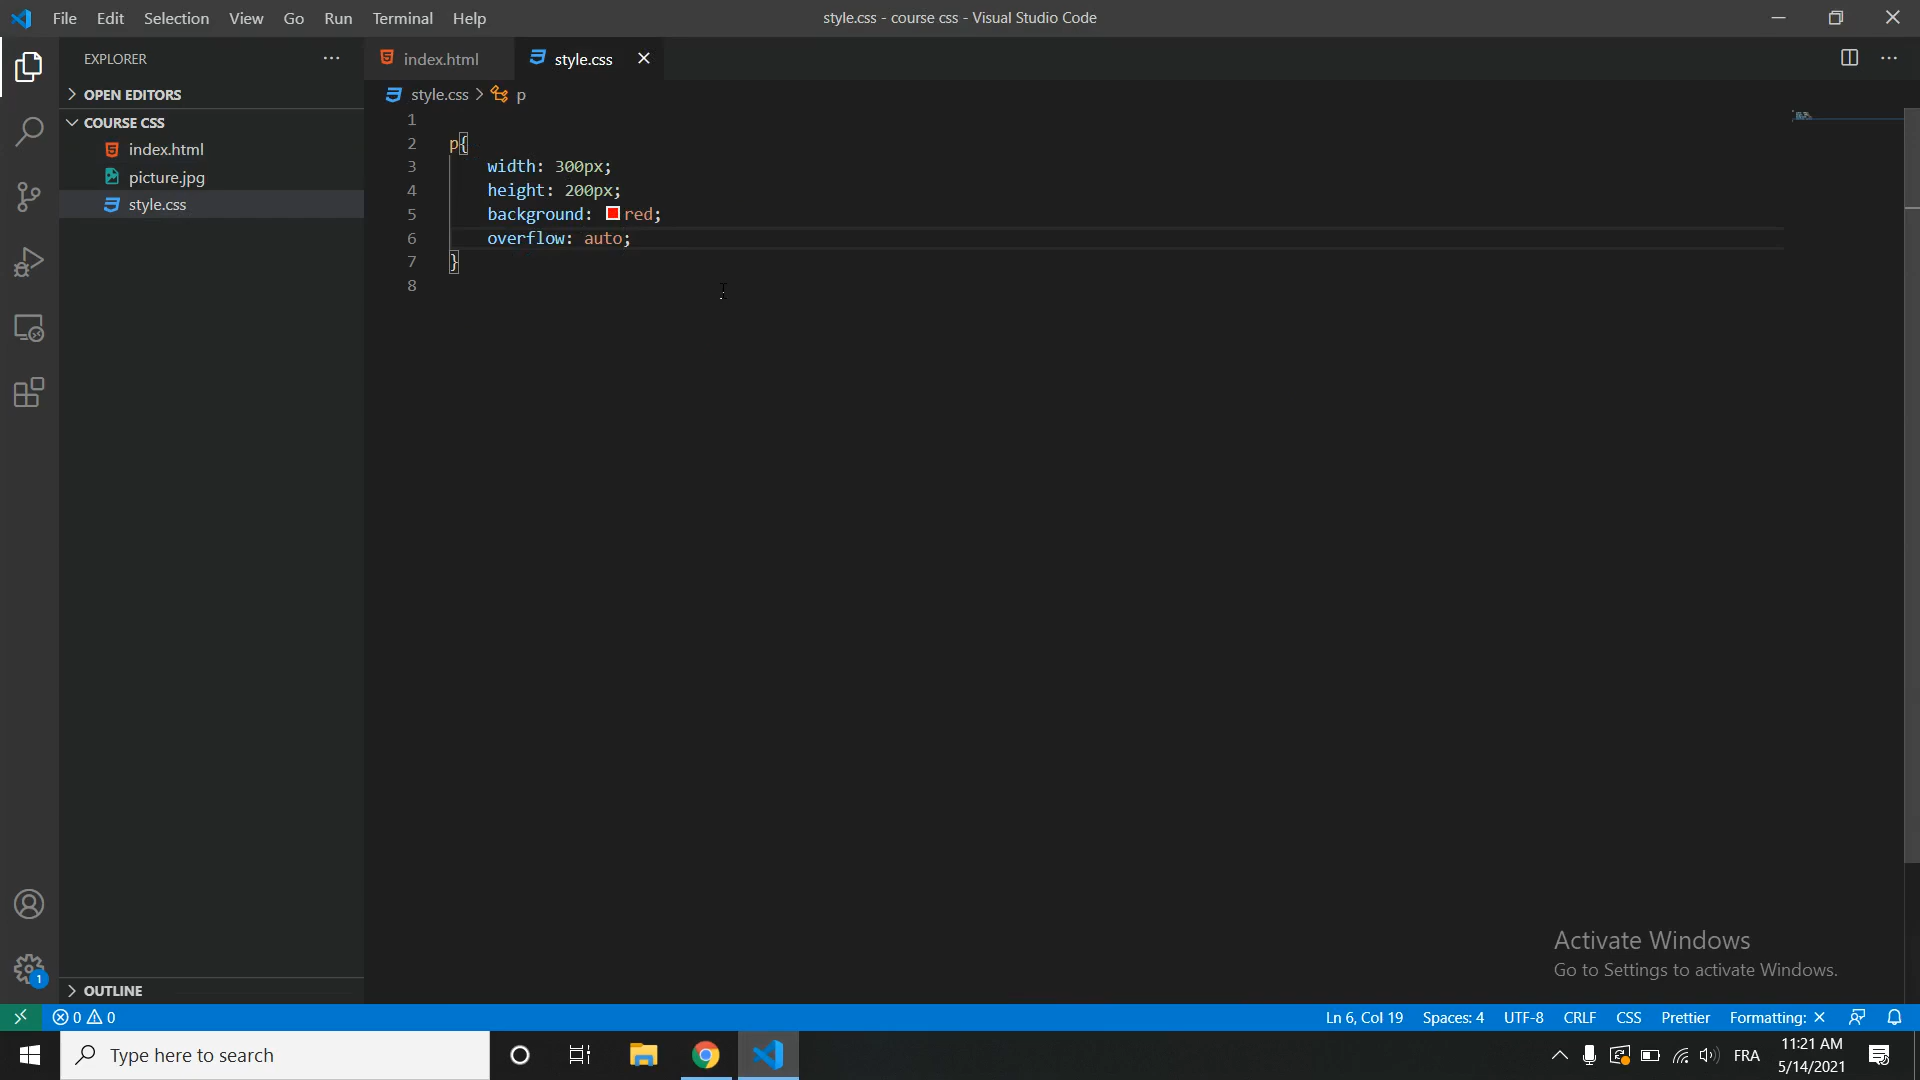 File Edit Selection View Go Run Terminal Help
style.css - course css - Visual Studio Code
EXPLORER
index.html
style.css
OPEN EDITORS
style.css > p
COURSE CSS
index.html
picture.jpg
style.css
1
2 p{
3 width: 300px;
4 height: 200px;
5 background: red;
6 overflow: auto;
7 }
8
Activate Windows
Go to Settings to activate Windows.
1
OUTLINE
0 0
Ln 6, Col 19 Spaces: 4 UTF-8 CRLF CSS Prettier Formatting: ×
Type here to search
FRA
11:21 AM
5/14/2021